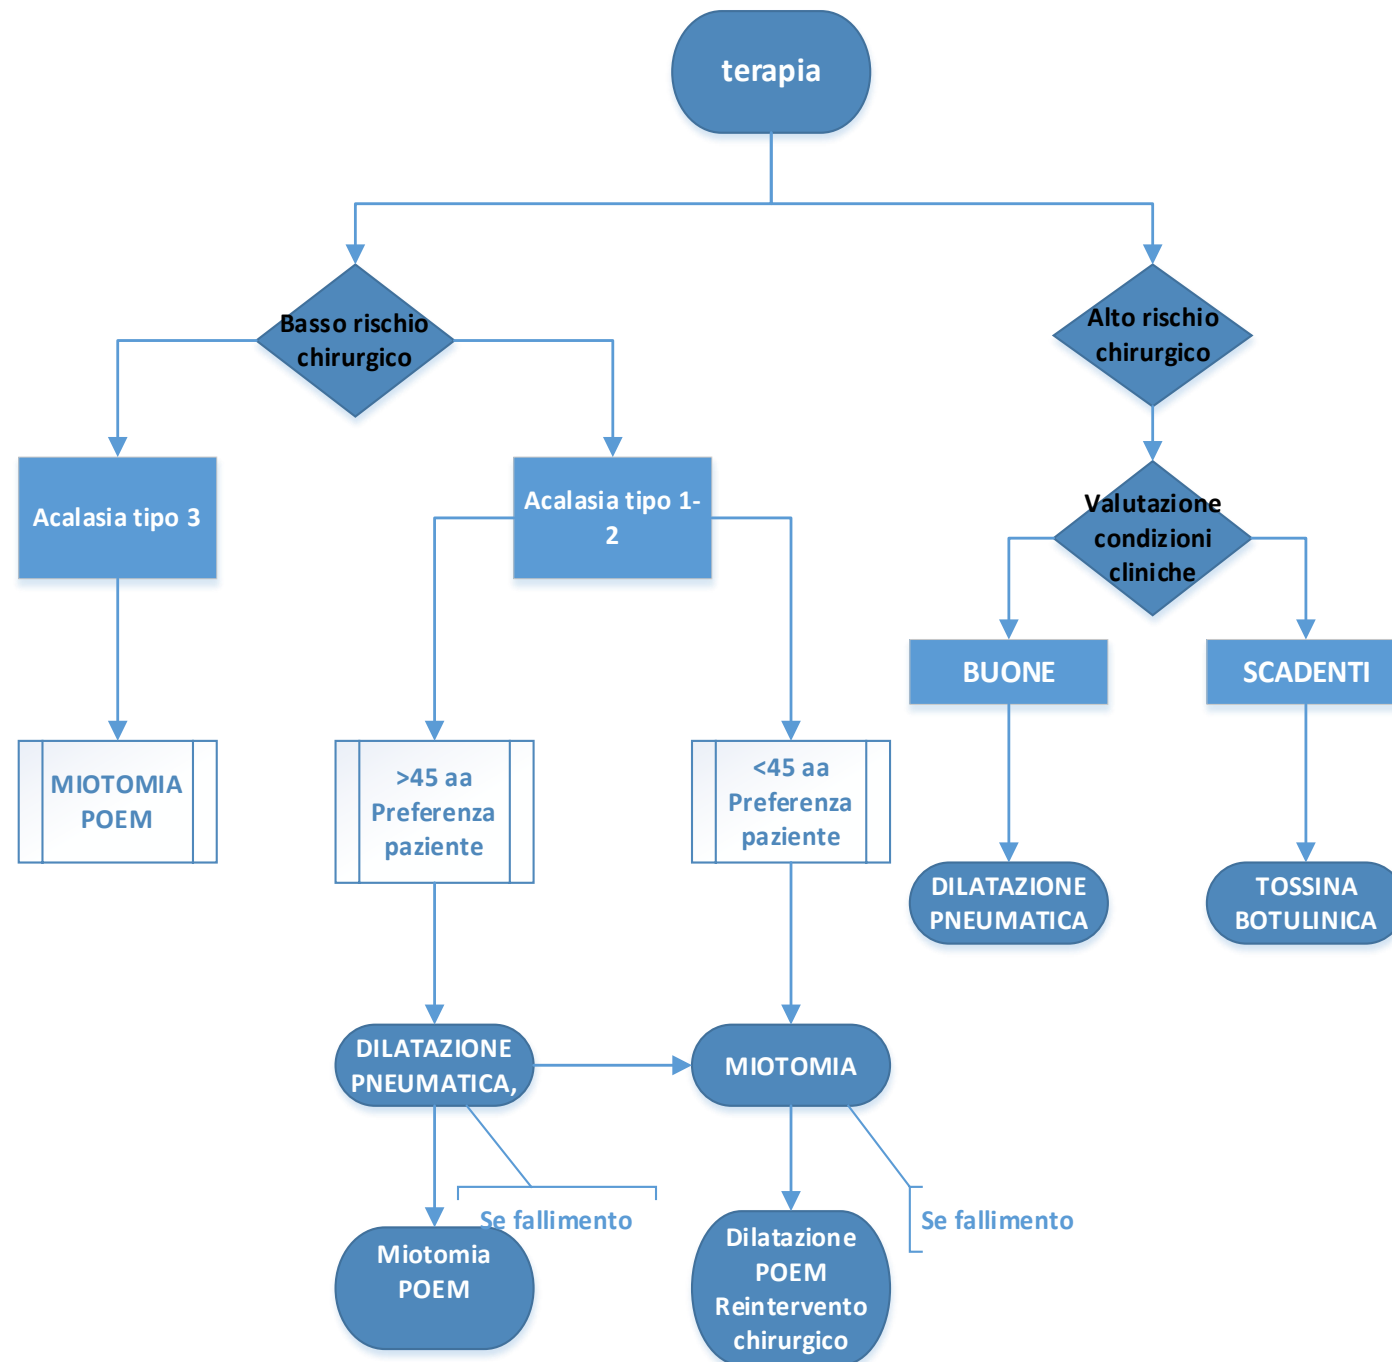 terapia
Basso rischio
chirurgico
Alto rischio
chirurgico
Acalasia tipo 3
Acalasia tipo 1-
2
Valutazione
condizioni
cliniche
BUONE
SCADENTI
MIOTOMIA
POEM
>45 aa
Preferenza
paziente
<45 aa
Preferenza
paziente
DILATAZIONE
PNEUMATICA
TOSSINA
BOTULINICA
DILATAZIONE
PNEUMATICA,
MIOTOMIA
Se fallimento
Se fallimento
Miotomia
POEM
Dilatazione
POEM
Reintervento
chirurgico